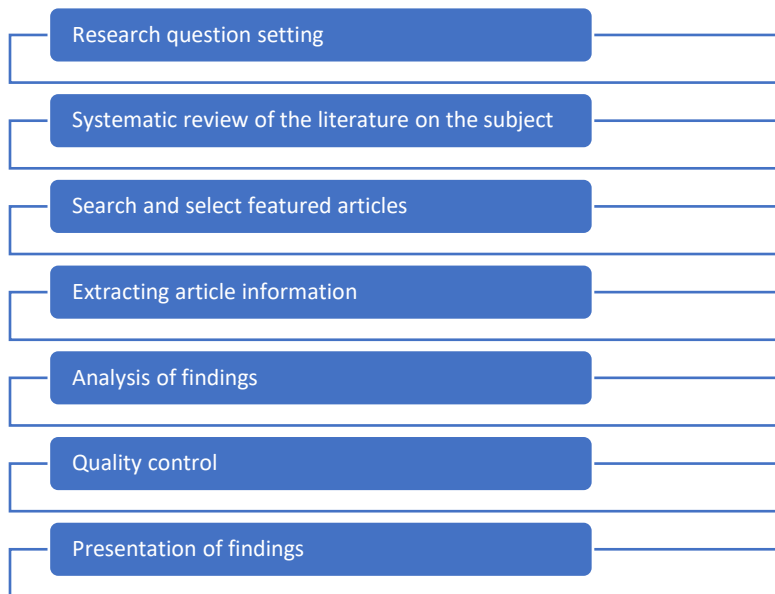 Research question setting
Systematic review of the literature on the subject
Search and select featured articles
Extracting article information
Analysis of findings
Quality control
Presentation of findings